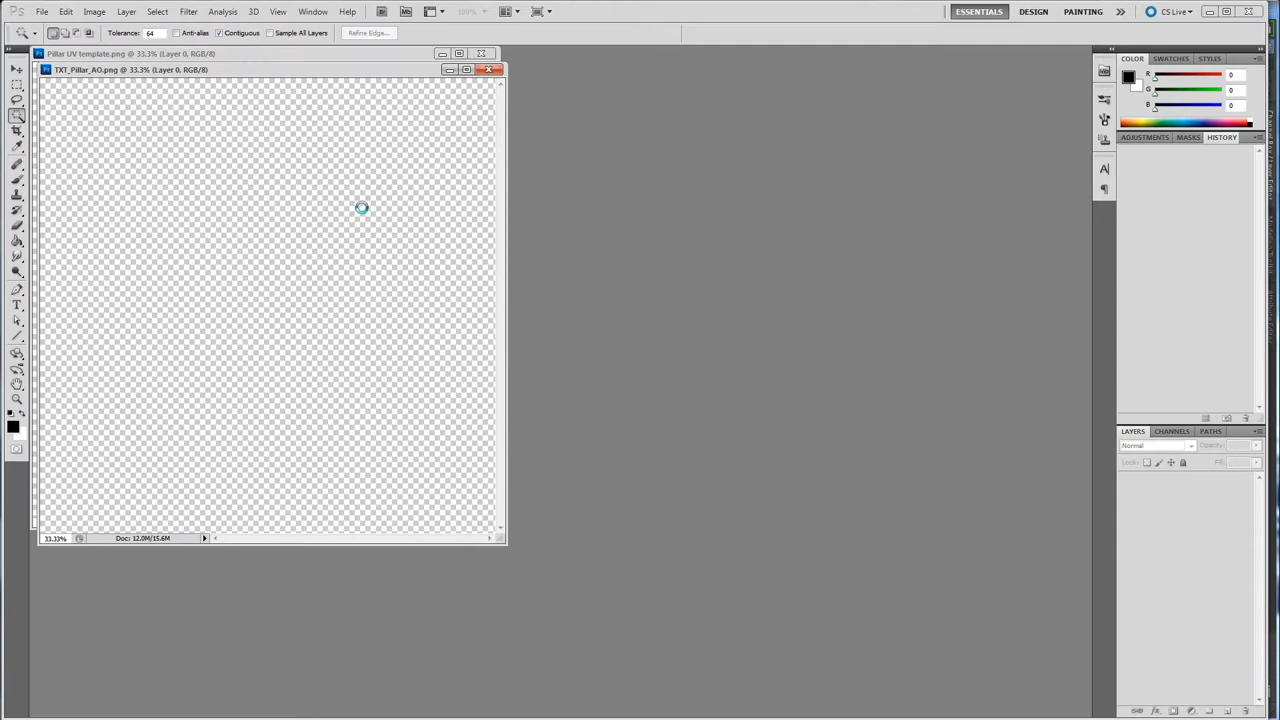 Ps File Edit Image Layer Select Filter Analysis 3D View Window Help Br Mb 100% ESSENTIALS DESIGN PAINTING CS Live
Tolerance: 64 Anti-alias Contiguous Sample All Layers Refine Edge...
Pillar UV template.png @ 33.3% (Layer 0, RGB/8)
TXT_Pillar_AO.png @ 33.3% (Layer 0, RGB/8)
COLOR SWATCHES STYLES
R 0
G 0
B 0
ADJUSTMENTS MASKS HISTORY
LAYERS CHANNELS PATHS
Normal Opacity:
Lock: Fill:
33.33% Doc: 12.0M/15.6M